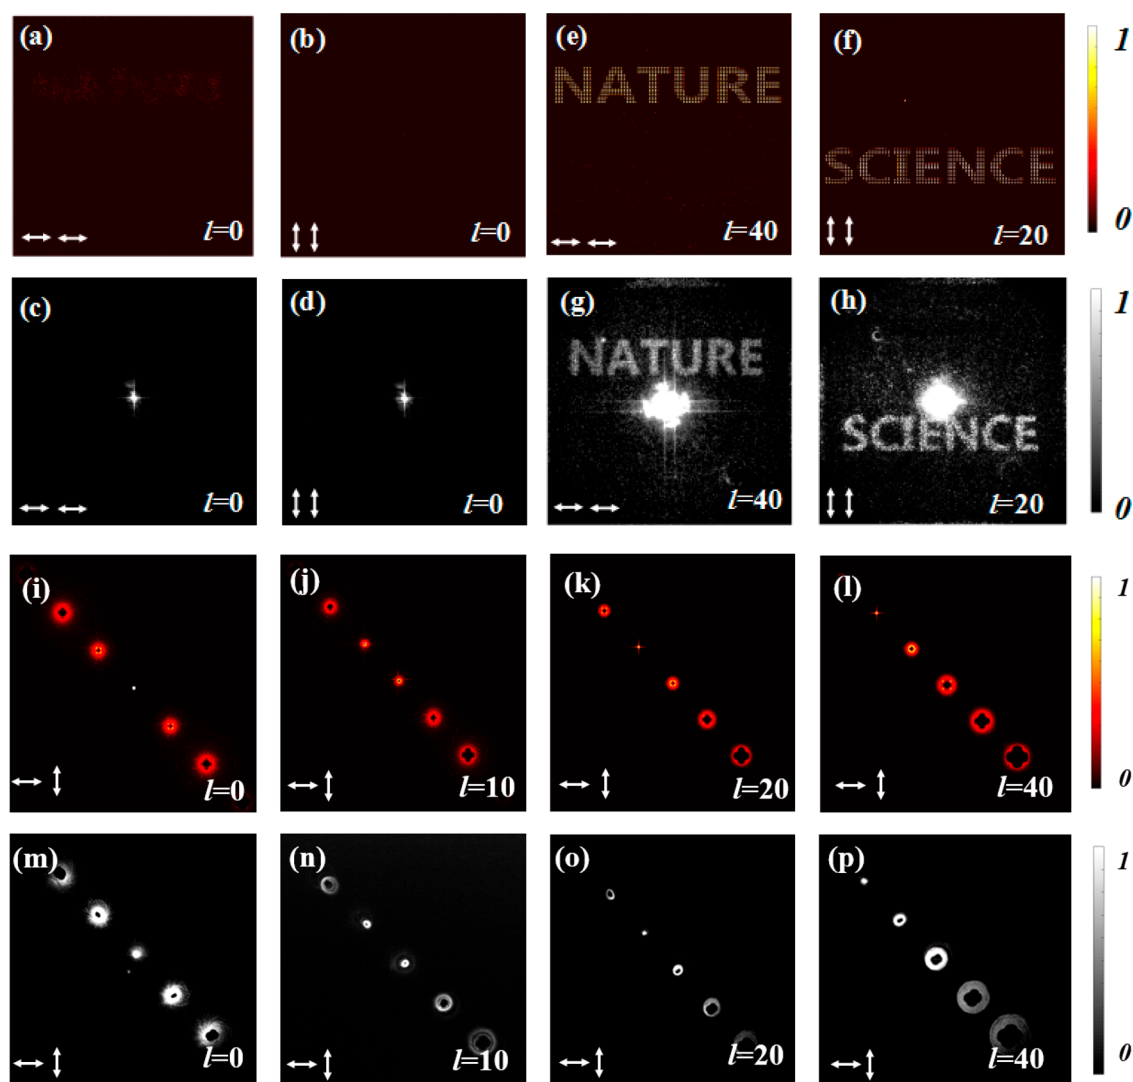 (a) (b) (e) (f) 1
NATURE
SCIENCE
l=0 l=0 l=40 l=20 0
(c) (d) (g) (h) 1
NATURE
SCIENCE
l=0 l=0 l=40 l=20 0
(i) (j) (k) (l) 1
l=0 l=10 l=20 l=40 0
(m) (n) (o) (p) 1
l=0 l=10 l=20 l=40 0